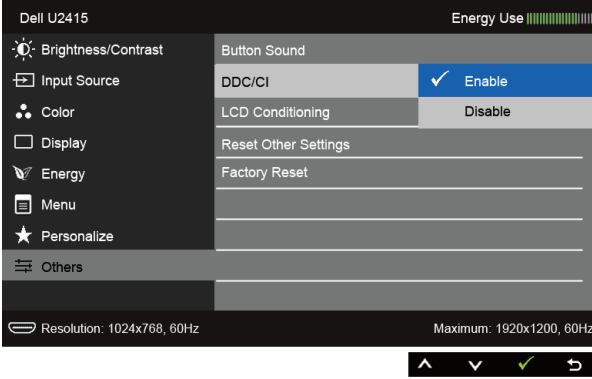 Dell U2415 Energy Use
Brightness/Contrast Button Sound
Input Source DDC/CI Enable
Color LCD Conditioning Disable
Display Reset Other Settings
Energy Factory Reset
Menu
Personalize
Others
Resolution: 1024x768, 60Hz Maximum: 1920x1200, 60Hz